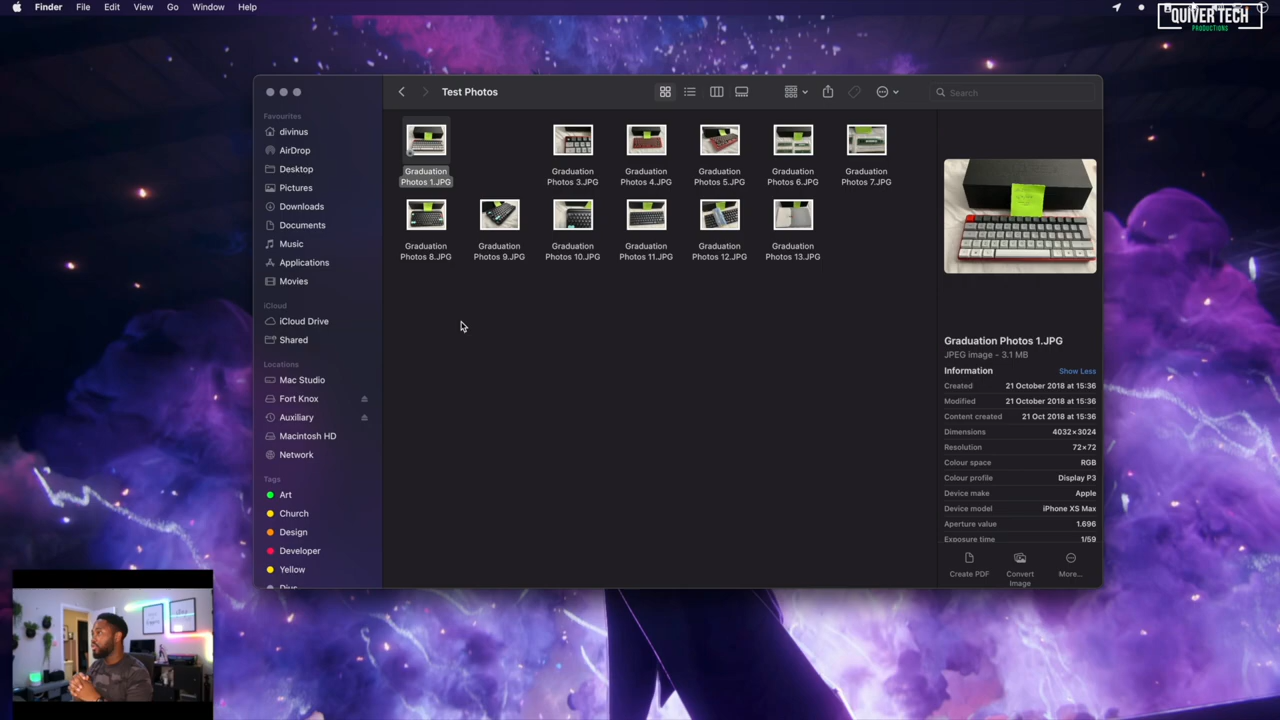 Finder File Edit View Go Window Help
QUIVER TECH
PRODUCTIONS
Test Photos
Search
Favourites
divinus
AirDrop
Desktop
Pictures
Downloads
Documents
Music
Applications
Movies
iCloud
iCloud Drive
Shared
Locations
Mac Studio
Fort Knox
Auxiliary
Macintosh HD
Network
Tags
Art
Church
Design
Developer
Yellow
Graduation
Photos 1.JPG
Graduation
Photos 3.JPG
Graduation
Photos 4.JPG
Graduation
Photos 5.JPG
Graduation
Photos 6.JPG
Graduation
Photos 7.JPG
Graduation
Photos 8.JPG
Graduation
Photos 9.JPG
Graduation
Photos 10.JPG
Graduation
Photos 11.JPG
Graduation
Photos 12.JPG
Graduation
Photos 13.JPG
Graduation Photos 1.JPG
JPEG image - 3.1 MB
Information Show Less
Created 21 October 2018 at 15:36
Modified 21 October 2018 at 15:36
Content created 21 Oct 2018 at 15:36
Dimensions 4032×3024
Resolution 72×72
Colour space RGB
Colour profile Display P3
Device make Apple
Device model iPhone XS Max
Aperture value 1.696
Exposure time 1/59
Create PDF
Convert
Image
More...